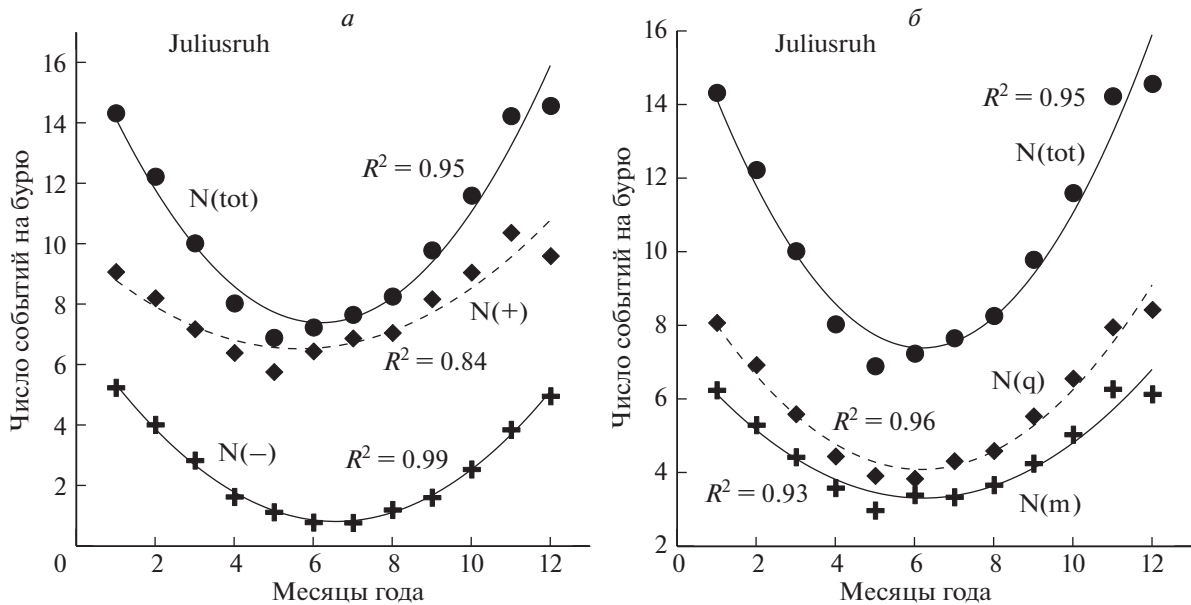 а
Juliusruh
Число событий на бурю
16
14
12
10
8
6
4
2
0
2
4
6
8
10
12
Месяцы года
N(tot)
R² = 0.95
N(+)
R² = 0.84
N(−)
R² = 0.99
б
Juliusruh
Число событий на бурю
16
14
12
10
8
6
4
2
0
2
4
6
8
10
12
Месяцы года
R² = 0.95
N(tot)
N(q)
R² = 0.96
R² = 0.93
N(m)